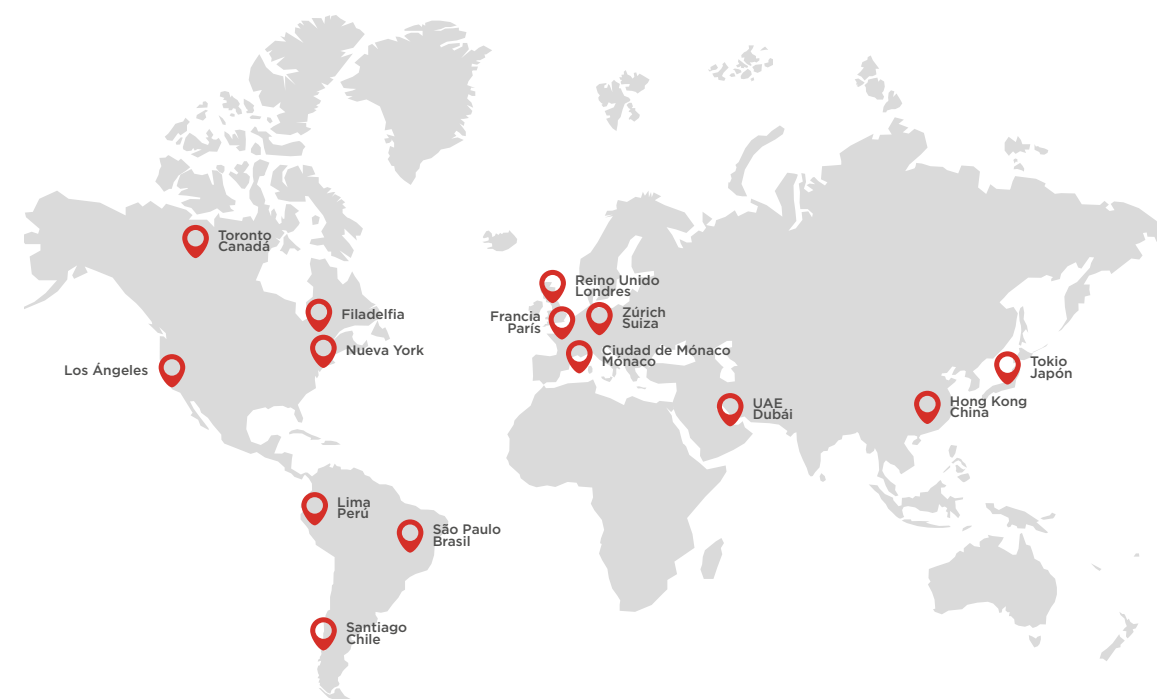 Toronto
Canadá
Reino Unido
Londres
Filadelfia
Francia
París
Zúrich
Suiza
Nueva York
Ciudad de Mónaco
Mónaco
Los Ángeles
Tokio
Japón
UAE
Dubái
Hong Kong
China
Lima
Perú
São Paulo
Brasil
Santiago
Chile